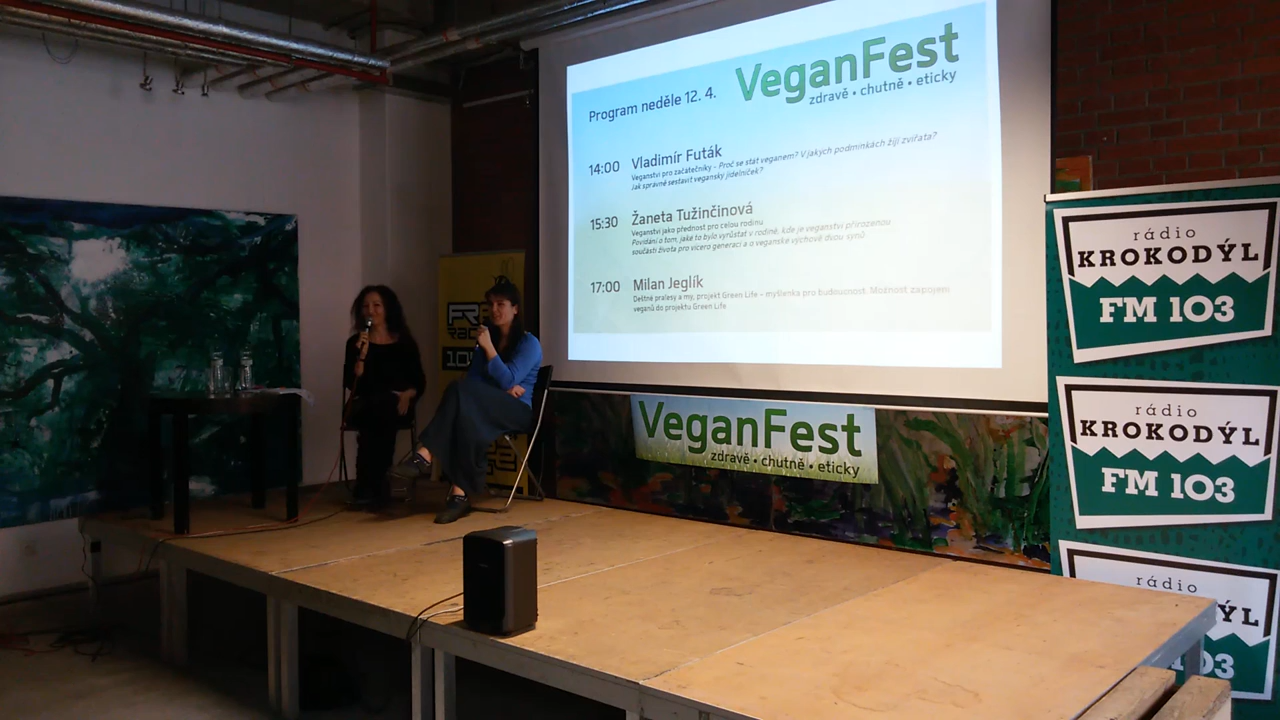 VeganFest
zdravě • chutně • eticky
Program neděle 12. 4.
14:00 Vladimír Futák
Veganství pro začátečníky - Proč se stát veganem? V jakých podmínkách žijí zvířata?
Jak správně sestavit veganský jídelníček?
15:30 Žaneta Tužinčinová
Veganství jako přednost pro celou rodinu
Povídání o tom, jaké to bylo vyrůstat v rodině, kde je veganství přirozenou
součástí života pro vícero generací a o veganské výchově dvou synů
17:00 Milan Jeglík
Deštné pralesy a my, projekt Green Life - myšlenka pro budoucnost. Možnost zapojení
veganů do projektu Green Life
VeganFest
zdravě • chutně • eticky
rádio
KROKODÝL
FM 103
rádio
KROKODÝL
FM 103
rádio
ÝL
03